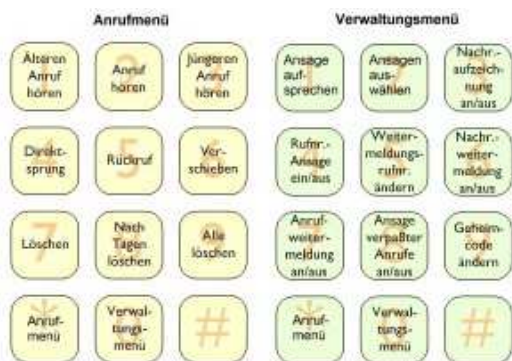 Anrufmenü
Verwaltungsmenü
Älteren
Anruf
hören
Anruf
hören
Jüngeren
Anruf
hören
Ansage
auf-
sprechen
Ansagen
aus-
wählen
Nachr.-
aufzeich-
nung
an/aus
Direkt-
sprung
Rückruf
Ver-
schieben
Rufnr.-
Ansage
ein/aus
Weiter-
meldungs-
rufnr.
ändern
Nachr.-
weiter-
meldung
an/aus
7
Löschen
Nach
Tagen
löschen
Alle
löschen
Anruf-
weiter-
meldung
an/aus
Ansage
verpaßter
Anrufe
an/aus
Geheim-
code
ändern
*
Anruf-
menü
Verwal-
tungs-
menü
#
*
Anruf-
menü
Verwal-
tungs-
menü
#